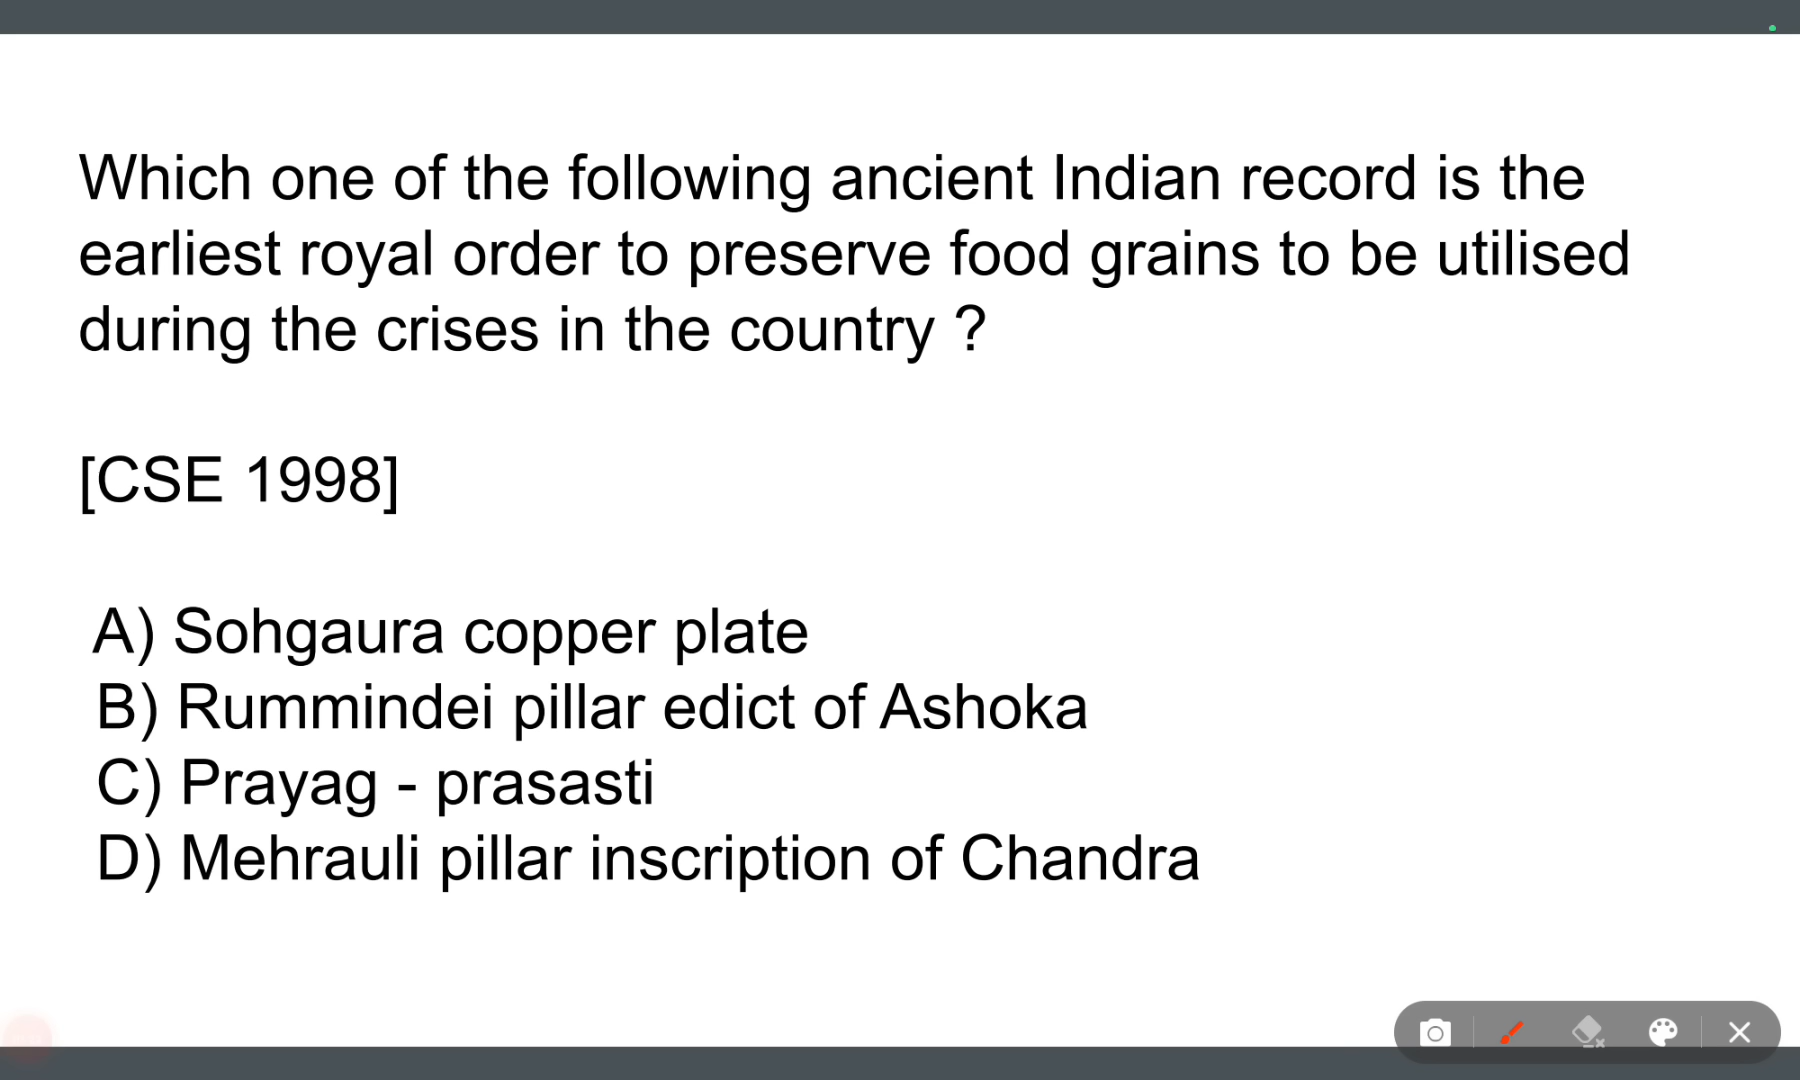 Which one of the following ancient Indian record is the
earliest royal order to preserve food grains to be utilised
during the crises in the country ?
[CSE 1998]
A) Sohgaura copper plate
B) Rummindei pillar edict of Ashoka
C) Prayag - prasasti
D) Mehrauli pillar inscription of Chandra